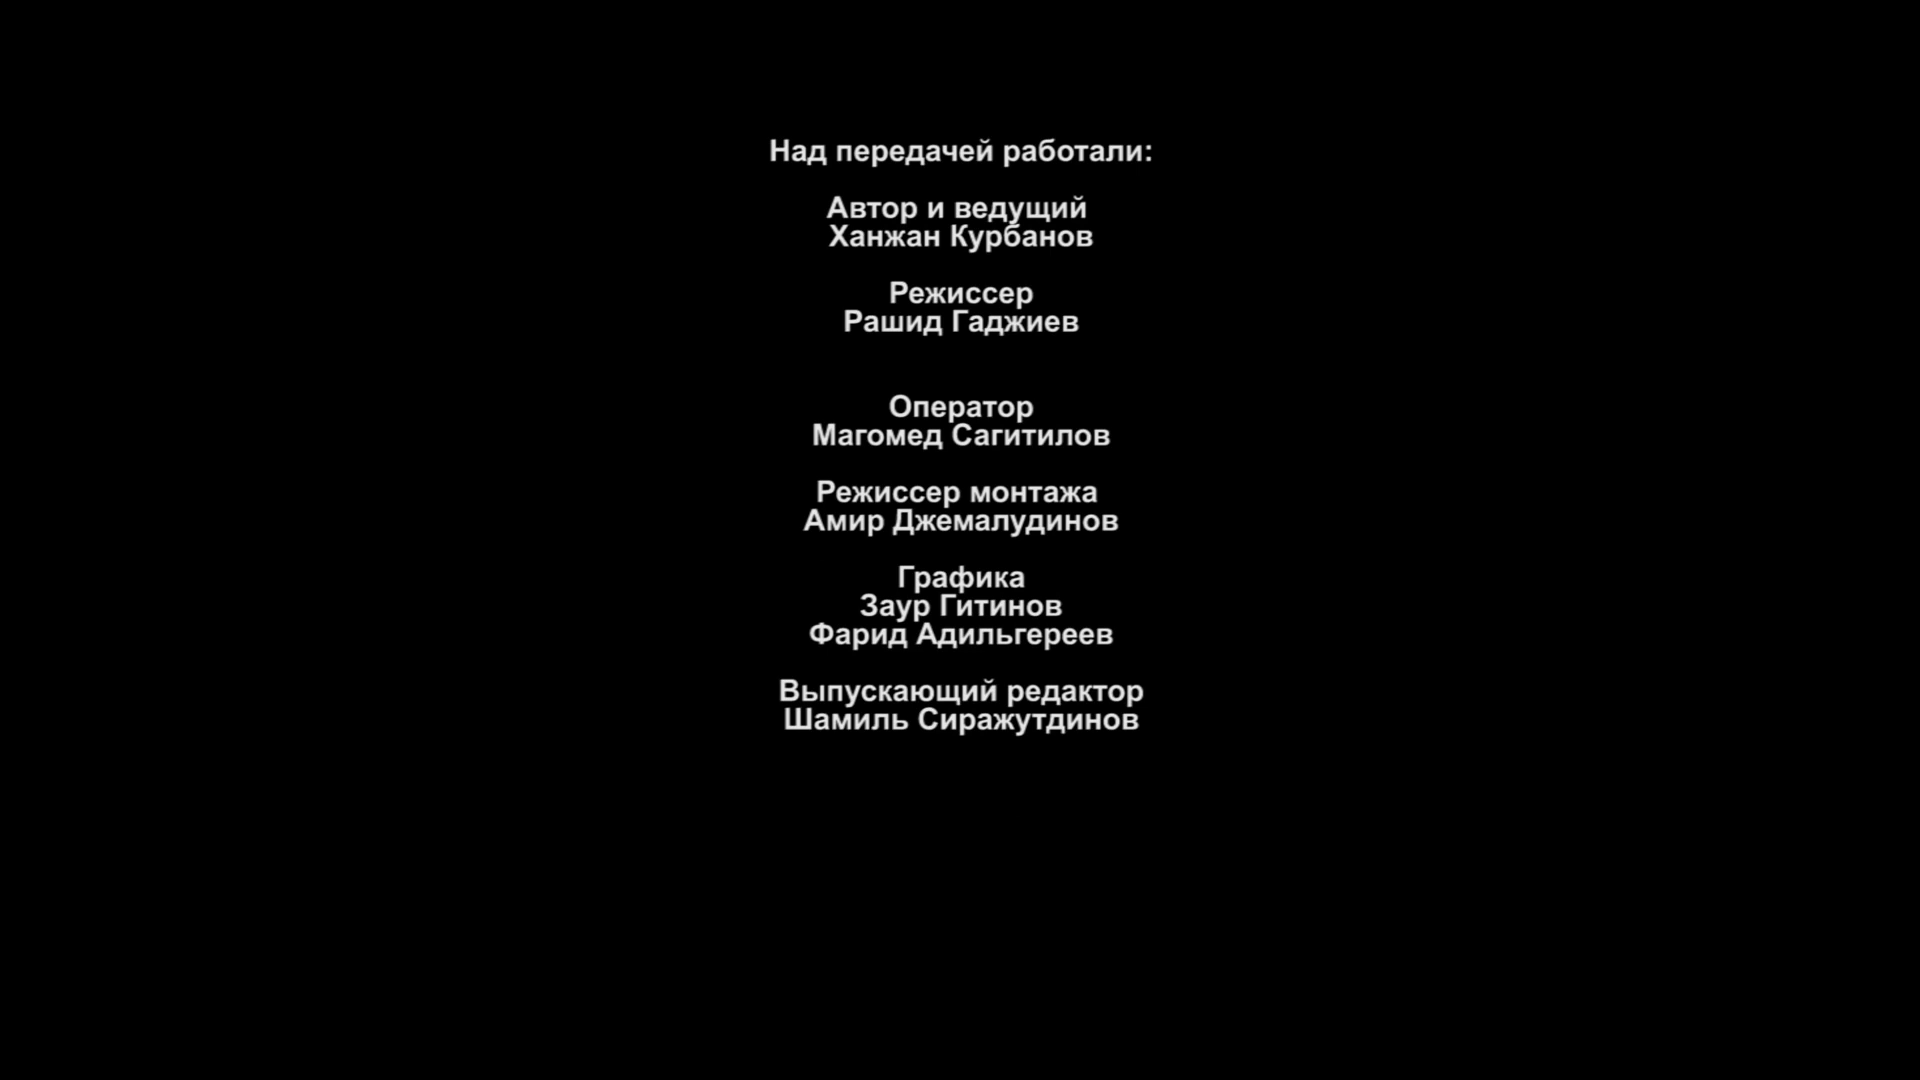 Над передачей работали:
Автор и ведущий
Ханжан Курбанов
Режиссер
Рашид Гаджиев
Оператор
Магомед Сагитилов
Режиссер монтажа
Амир Джемалудинов
Графика
Заур Гитинов
Фарид Адильгереев
Выпускающий редактор
Шамиль Сиражутдинов